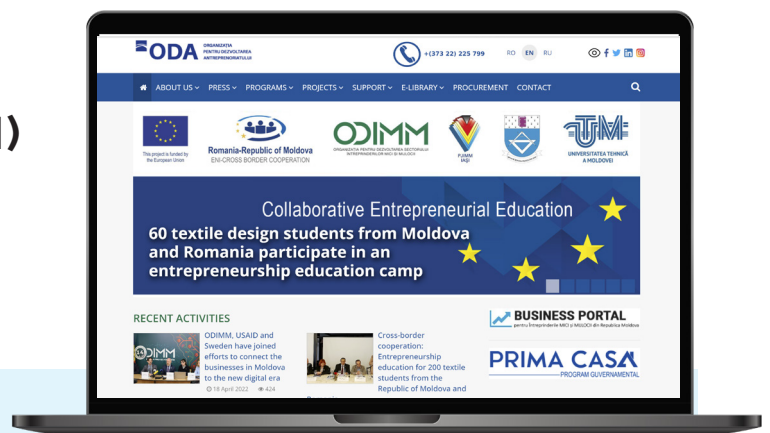 ODA
ORGANIZAȚIA
PENTRU DEZVOLTAREA
ANTREPRENORIATULUI
+(373 22) 225 799
RO EN RU
ABOUT US PRESS PROGRAMS PROJECTS SUPPORT E-LIBRARY PROCUREMENT CONTACT
)
This project is funded by
the European Union
Romania-Republic of Moldova
ENI-CROSS BORDER COOPERATION
ODIMM
ORGANIZAȚIA PENTRU DEZVOLTAREA SECTORULUI
ÎNTREPRINDERILOR MICI ȘI MIJLOCII
FIJIMM
IAȘI
UTM
UNIVERSITATEA TEHNICĂ
A MOLDOVEI
Collaborative Entrepreneurial Education
60 textile design students from Moldova
and Romania participate in an
entrepreneurship education camp
RECENT ACTIVITIES
ODIMM, USAID and
Sweden have joined
efforts to connect the
businesses in Moldova
to the new digital era
18 April 2022 424
ODIMM
Cross-border
cooperation:
Entrepreneurship
education for 200 textile
students from the
Republic of Moldova and
BUSINESS PORTAL
pentru Întreprinderile MICI și MIJLOCII din Republica Moldova
PRIMA CASA
PROGRAM GUVERNAMENTAL